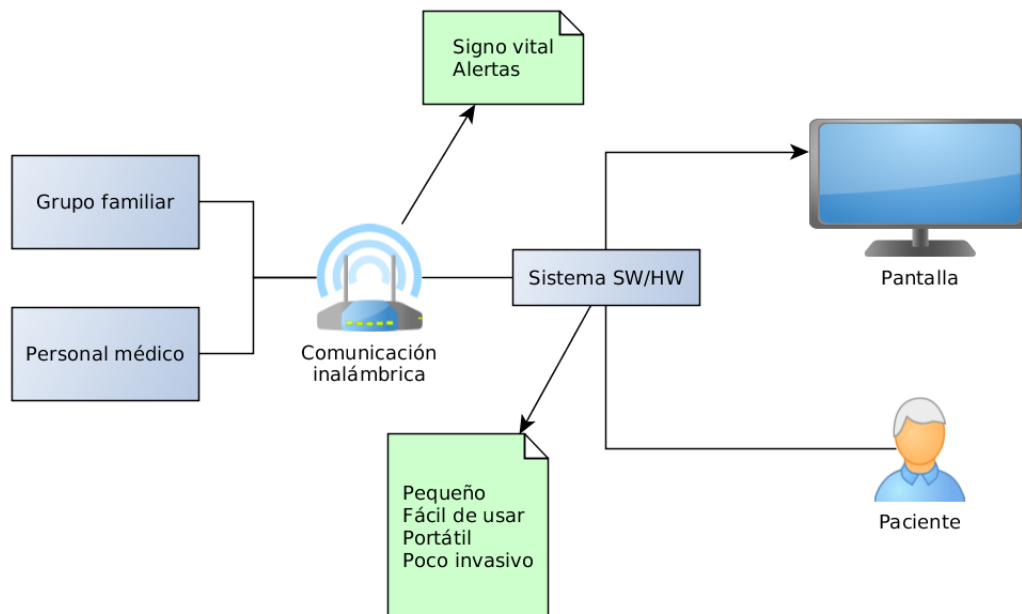 Signo vital
Alertas
Grupo familiar
Pantalla
Sistema SW/HW
Personal médico
Comunicación
inalámbrica
Pequeño
Fácil de usar
Portátil
Poco invasivo
Paciente